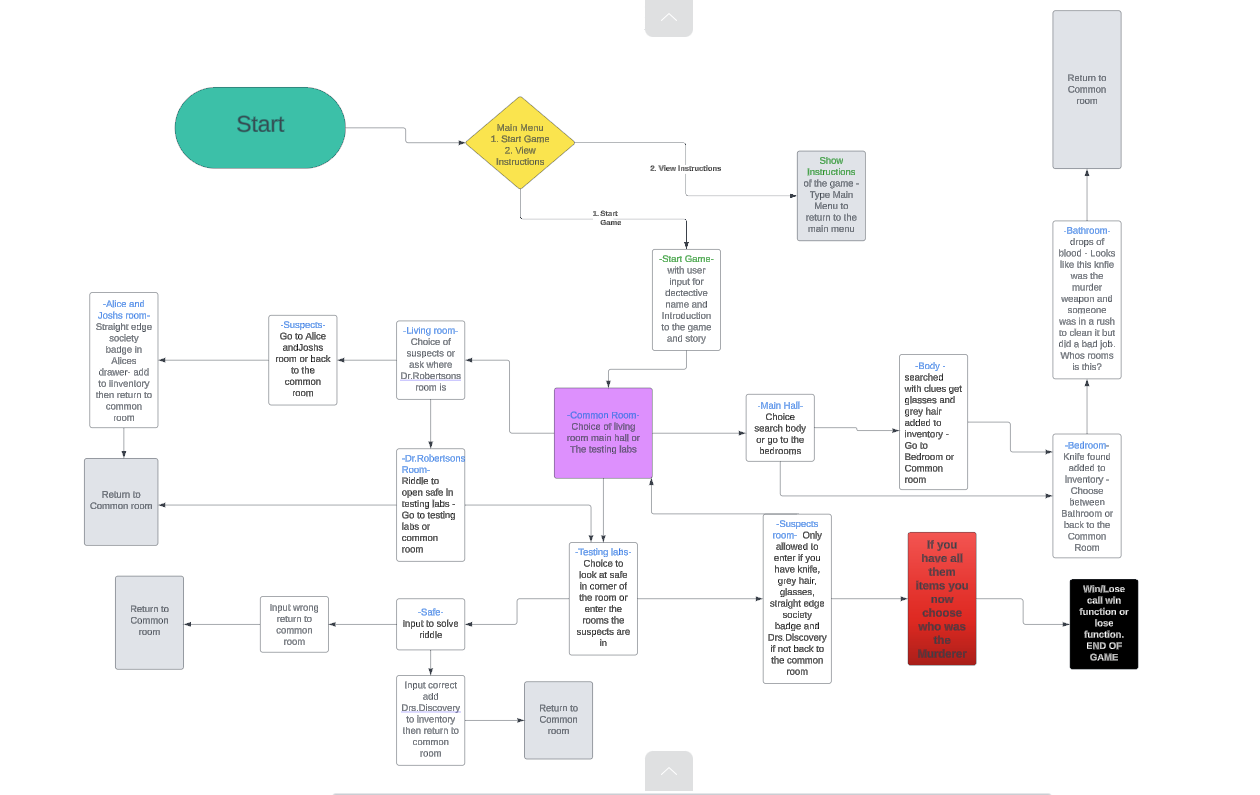 Start
Main Menu
1. Start Game
2. View
Instructions
2. View Instructions
1. Start
Game
Show
Instructions
of the game -
Type Main
Menu to
return to the
main menu
Return to
Common
room
-Start Game-
with user
input for
dectective
name and
Introduction
to the game
and story
-Bathroom-
drops of
blood - Looks
like this knife
was the
murder
weapon and
someone
was in a rush
to clean it but
did a bad job.
Whos rooms
is this?
-Alice and
Joshs room-
Straight edge
society
badge in
Alices
drawer- add
to iinventory
then return to
common
room
-Suspects-
Go to Alice
andJoshs
room or back
to the
common
room
-Living room-
Choice of
suspects or
ask where
Dr.Robertsons
room is
-Common Room-
Choice of living
room main hall or
The testing labs
-Main Hall-
Choice
search body
or go to the
bedrooms
-Body -
searched
with clues get
glasses and
grey hair
added to
inventory -
Go to
Bedroom or
Common
room
-Bedroom-
Knife found
added to
Inventory -
Choose
between
Bathroom or
back to the
Common
Room
Return to
Common room
-Dr.Robertsons
Room-
Riddle to
open safe in
testing labs -
Go to testing
labs or
common
room
-Testing labs-
Choice to
look at safe
in corner of
the room or
enter the
rooms the
suspects are
in
-Suspects
room- Only
allowed to
enter if you
have knife,
grey hair,
glasses,
straight edge
society
badge and
Drs.Discovery
if not back to
the common
room
If you
have all
them
items you
now
choose
who was
the
Murderer.
Win/Lose
call win
function or
lose
function.
END OF
GAME
Return to
Common
room
Input wrong
return to
common
room
-Safe-
Input to solve
riddle
Input correct
add
Drs.Discovery
to inventory
then return to
common
room
Return to
Common
room